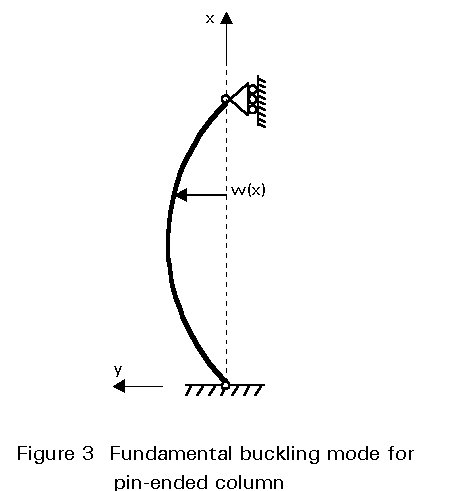 x
w(x)
y
Figure 3 Fundamental buckling mode for
pin-ended column